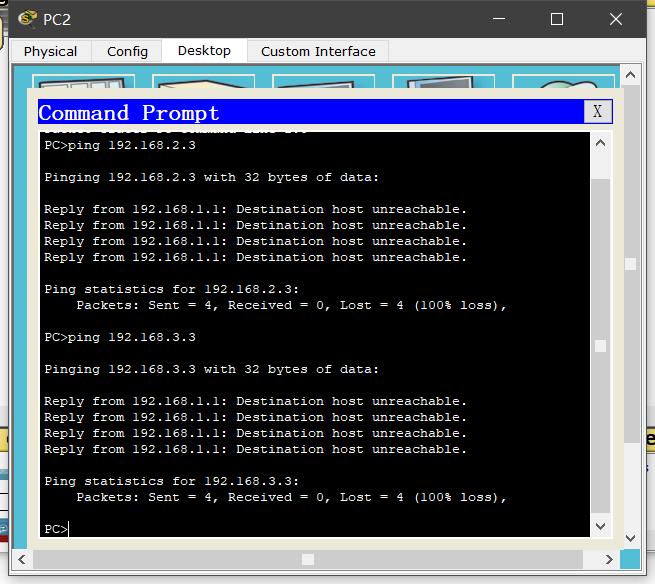 PC2
Physical Config Desktop Custom Interface
Command Prompt X
PC>ping 192.168.2.3
Pinging 192.168.2.3 with 32 bytes of data:
Reply from 192.168.1.1: Destination host unreachable.
Reply from 192.168.1.1: Destination host unreachable.
Reply from 192.168.1.1: Destination host unreachable.
Reply from 192.168.1.1: Destination host unreachable.
Ping statistics for 192.168.2.3:
Packets: Sent = 4, Received = 0, Lost = 4 (100% loss),
PC>ping 192.168.3.3
Pinging 192.168.3.3 with 32 bytes of data:
Reply from 192.168.1.1: Destination host unreachable.
Reply from 192.168.1.1: Destination host unreachable.
Reply from 192.168.1.1: Destination host unreachable.
Reply from 192.168.1.1: Destination host unreachable.
Ping statistics for 192.168.3.3:
Packets: Sent = 4, Received = 0, Lost = 4 (100% loss),
PC>